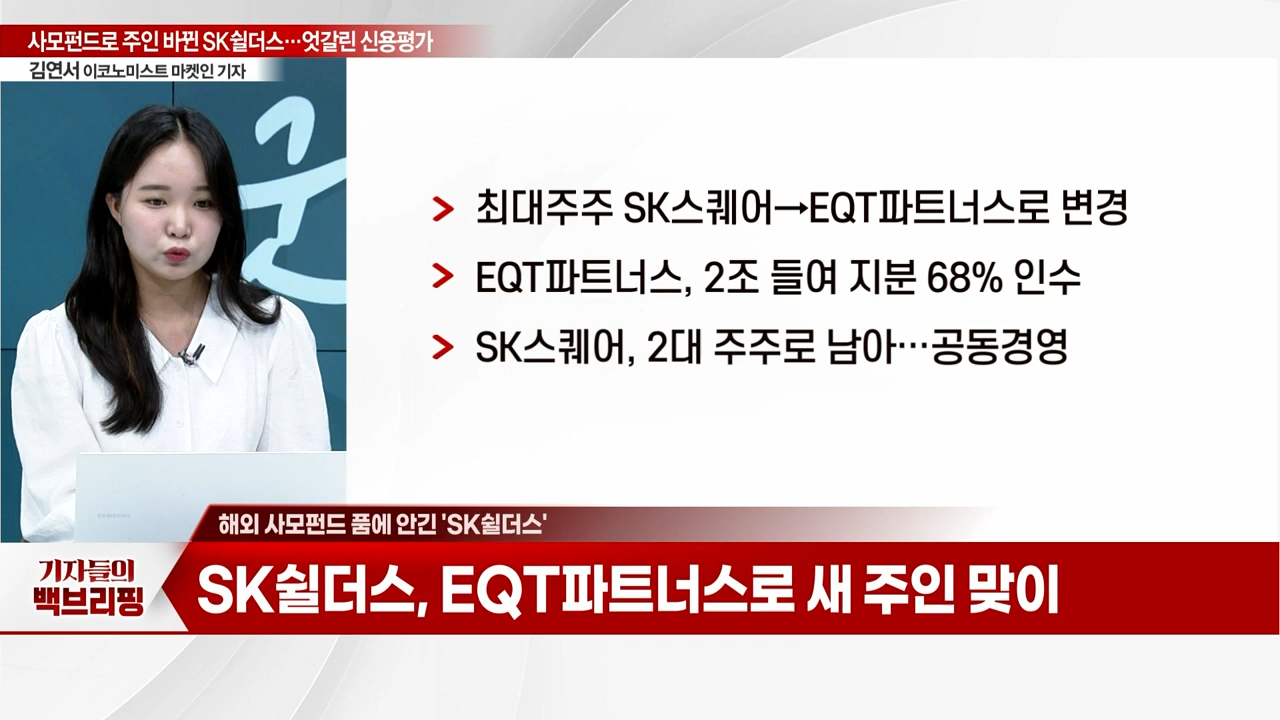 사모펀드로 주인 바뀐 SK쉴더스…엇갈린 신용평가
김연서 이코노미스트 마켓인 기자
> 최대주주 SK스퀘어→EQT파트너스로 변경
> EQT파트너스, 2조 들여 지분 68% 인수
> SK스퀘어, 2대 주주로 남아…공동경영
SAMSUNG
해외 사모펀드 품에 안긴 'SK쉴더스'
기자들의
백브리핑
SK쉴더스, EQT파트너스로 새 주인 맞이